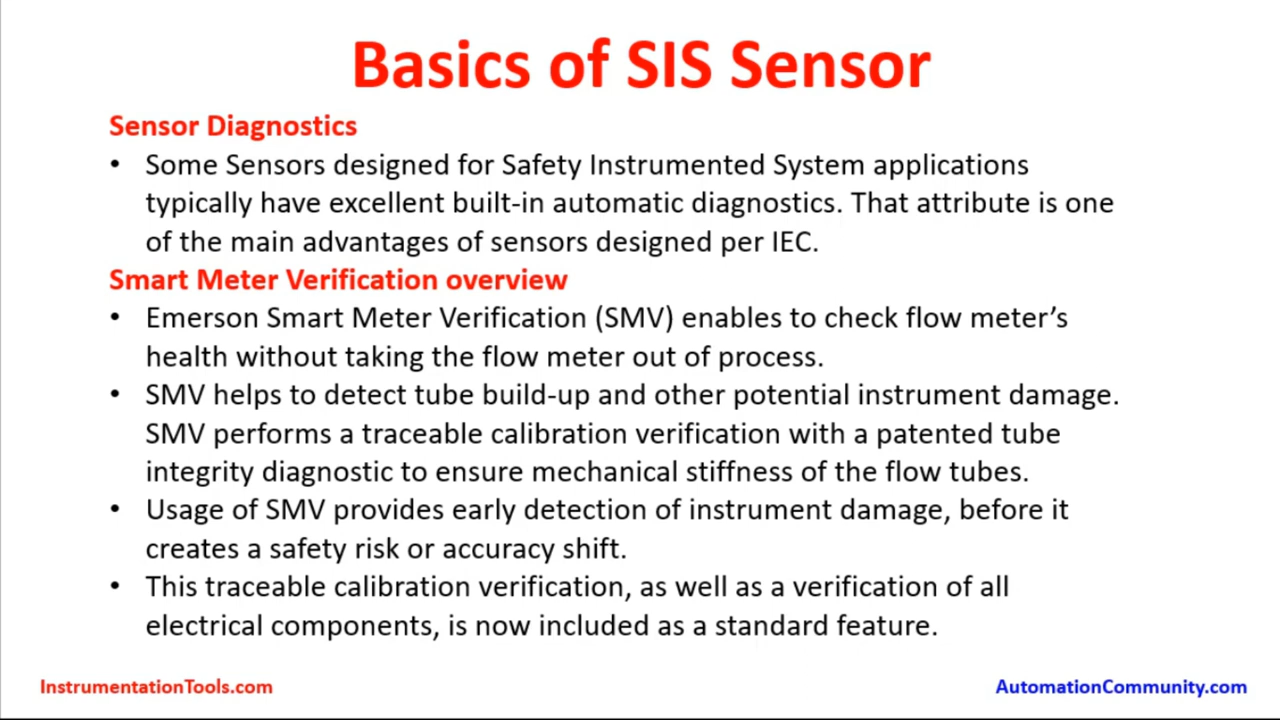 Basics of SIS Sensor
Sensor Diagnostics
• Some Sensors designed for Safety Instrumented System applications
typically have excellent built-in automatic diagnostics. That attribute is one
of the main advantages of sensors designed per IEC.
Smart Meter Verification overview
• Emerson Smart Meter Verification (SMV) enables to check flow meter’s
health without taking the flow meter out of process.
• SMV helps to detect tube build-up and other potential instrument damage.
SMV performs a traceable calibration verification with a patented tube
integrity diagnostic to ensure mechanical stiffness of the flow tubes.
• Usage of SMV provides early detection of instrument damage, before it
creates a safety risk or accuracy shift.
• This traceable calibration verification, as well as a verification of all
electrical components, is now included as a standard feature.
InstrumentationTools.com
AutomationCommunity.com